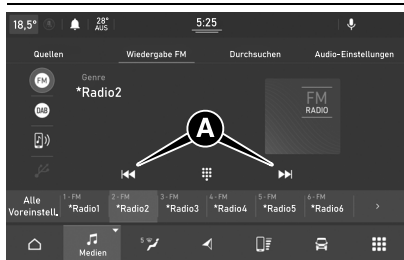 18,5° 28° AUS 5:25
Quellen Wiedergabe FM Durchsuchen Audio-Einstellungen
FM
Genre
*Radio2
FM
RADIO
DAB
A
Alle Voreinstell.
1 - FM 2 - FM 3 - FM 4 - FM 5 - FM 6 - FM
*Radio1 *Radio2 *Radio3 *Radio4 *Radio5 *Radio6
Medien
5